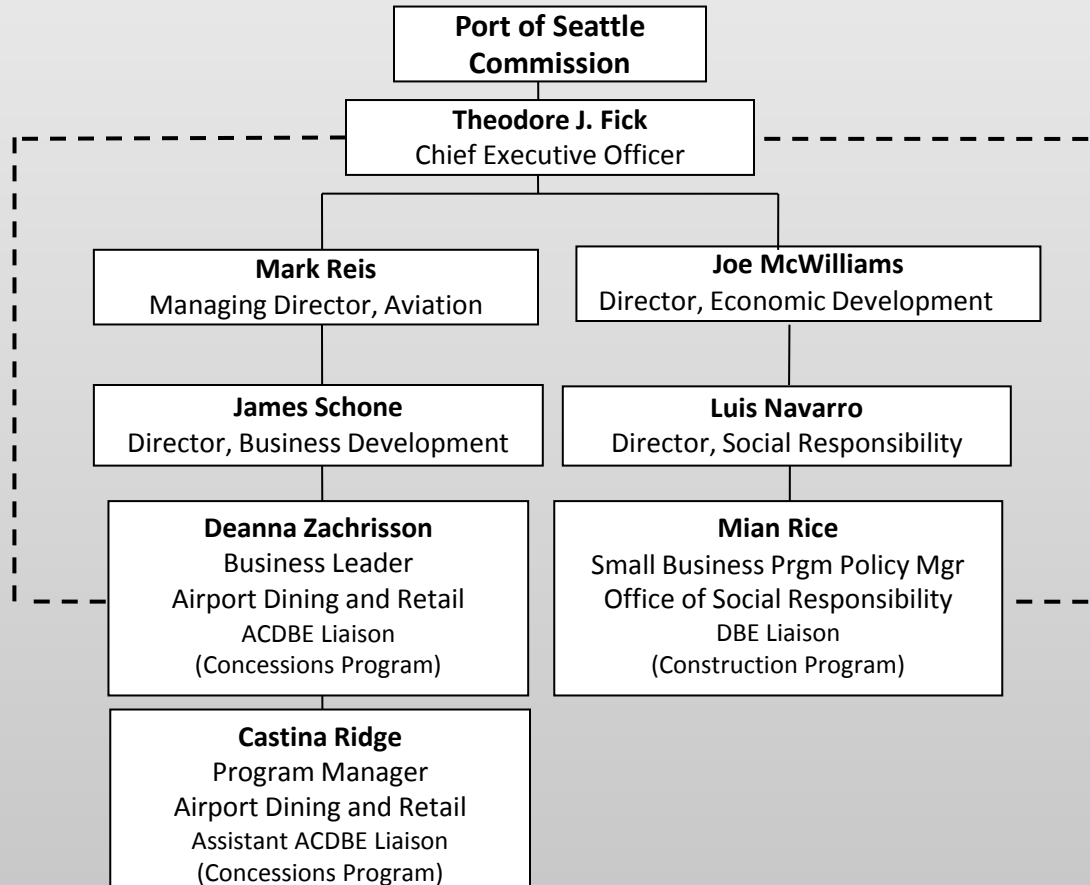 Port of Seattle
Commission
Theodore J. Fick
Chief Executive Officer
Mark Reis
Managing Director, Aviation
Joe McWilliams
Director, Economic Development
James Schone
Director, Business Development
Luis Navarro
Director, Social Responsibility
Deanna Zachrisson
Business Leader
Airport Dining and Retail
ACDBE Liaison
(Concessions Program)
Mian Rice
Small Business Prgm Policy Mgr
Office of Social Responsibility
DBE Liaison
(Construction Program)
Castina Ridge
Program Manager
Airport Dining and Retail
Assistant ACDBE Liaison
(Concessions Program)